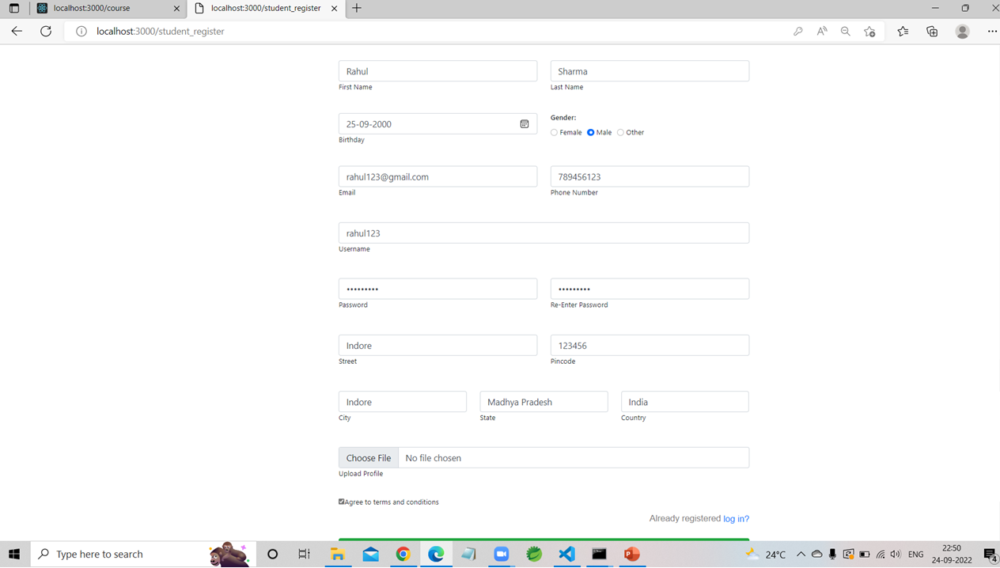 localhost:3000/course
localhost:3000/student_register
localhost:3000/student_register
Rahul
Sharma
First Name
Last Name
25-09-2000
Gender:
Female Male Other
Birthday
rahul123@gmail.com
789456123
Email
Phone Number
rahul123
Username
•••••••••
•••••••••
Password
Re-Enter Password
Indore
123456
Street
Pincode
Indore
Madhya Pradesh
India
City
State
Country
Choose File No file chosen
Upload Profile
Agree to terms and conditions
Already registered log in?
Type here to search
24°C
ENG
22:50
24-09-2022
4